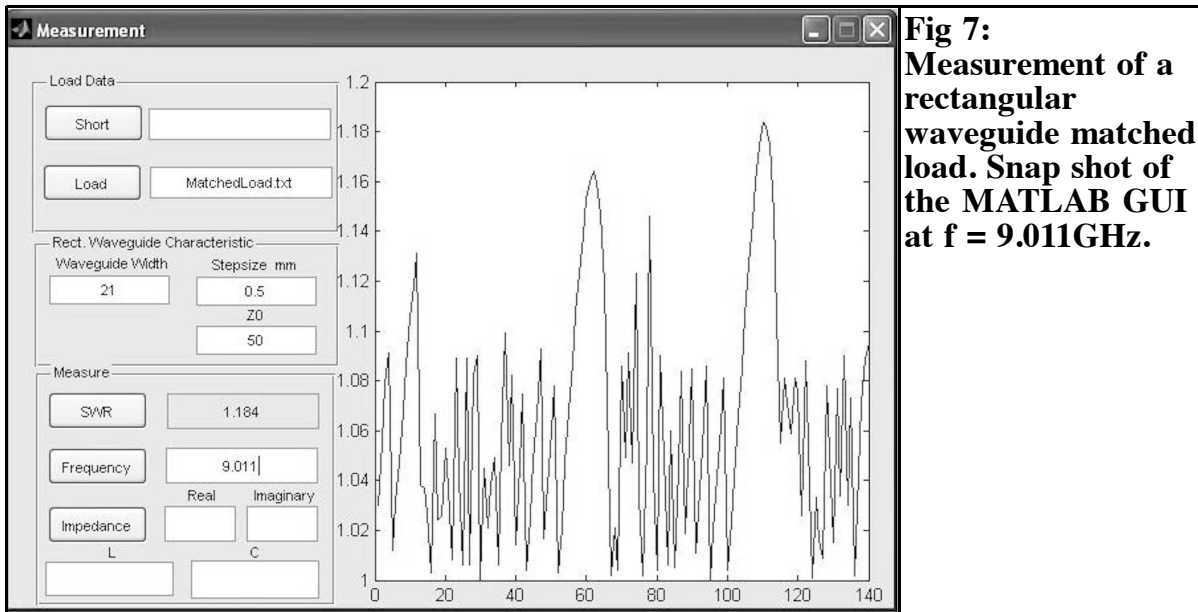 Measurement
Load Data
Short
Load
MatchedLoad.txt
Rect. Waveguide Characteristic
Waveguide Width
Stepsize mm
21
0.5
Z0
50
Measure
SWR
1.184
Frequency
9.011
Real
Imaginary
Impedance
L
C
1.2
1.18
1.16
1.14
1.12
1.1
1.08
1.06
1.04
1.02
1
0
20
40
60
80
100
120
140
Fig 7:
Measurement of a
rectangular
waveguide matched
load. Snap shot of
the MATLAB GUI
at f = 9.011GHz.